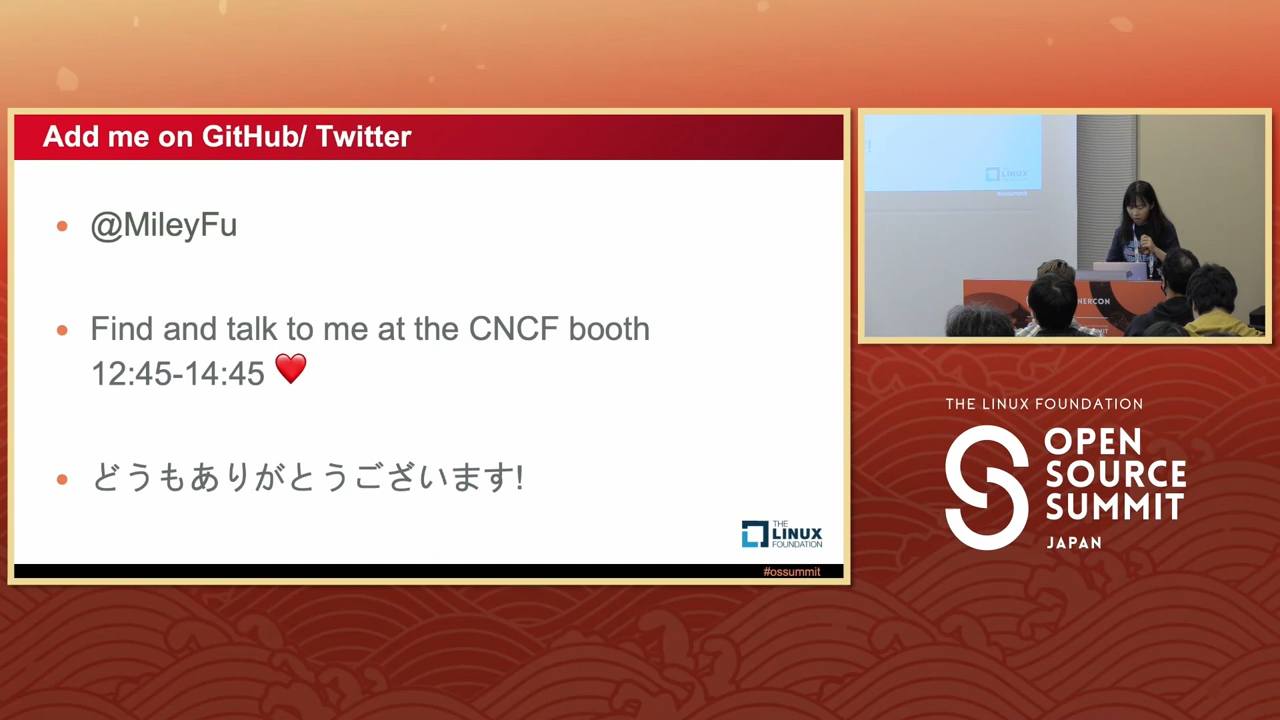 Add me on GitHub/ Twitter
@MileyFu
Find and talk to me at the CNCF booth
12:45-14:45 ❤️
どうもありがとうございます!
THE
LINUX
FOUNDATION
#ossummit
LINUX
NERCON
THE LINUX FOUNDATION
OPEN
SOURCE
SUMMIT
JAPAN